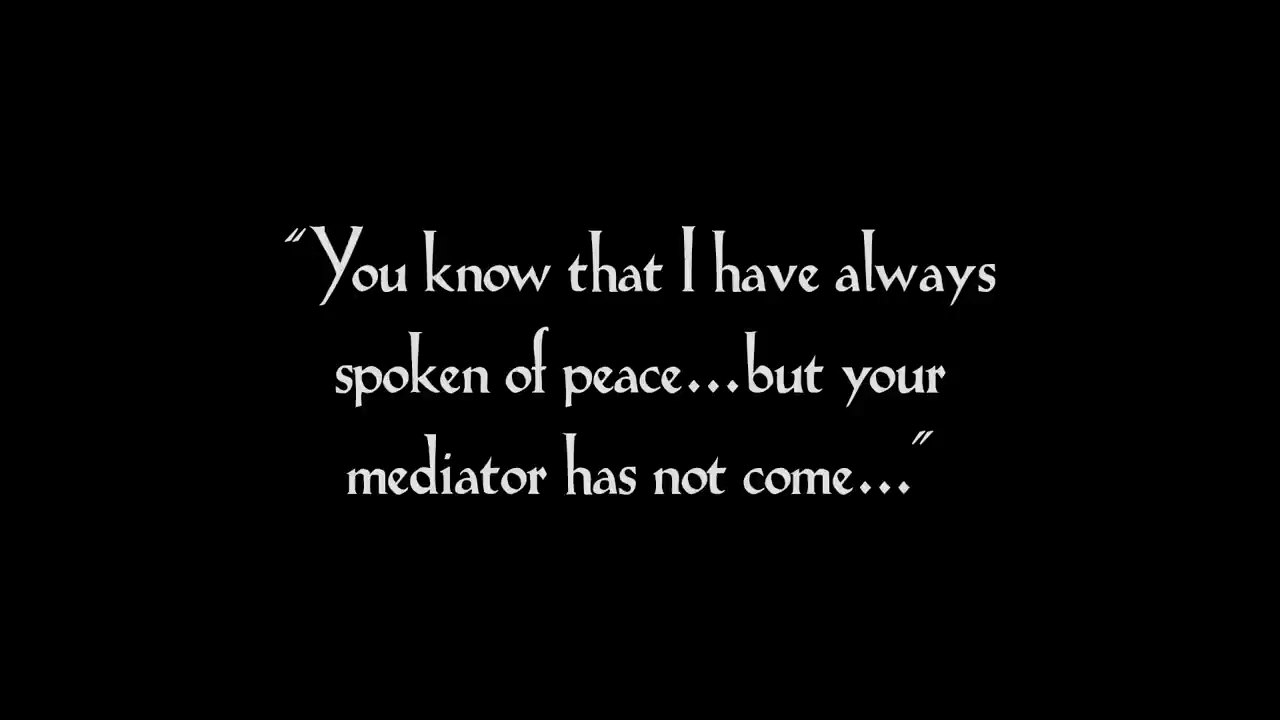 “You know that I have always
spoken of peace...but your
mediator has not come...”